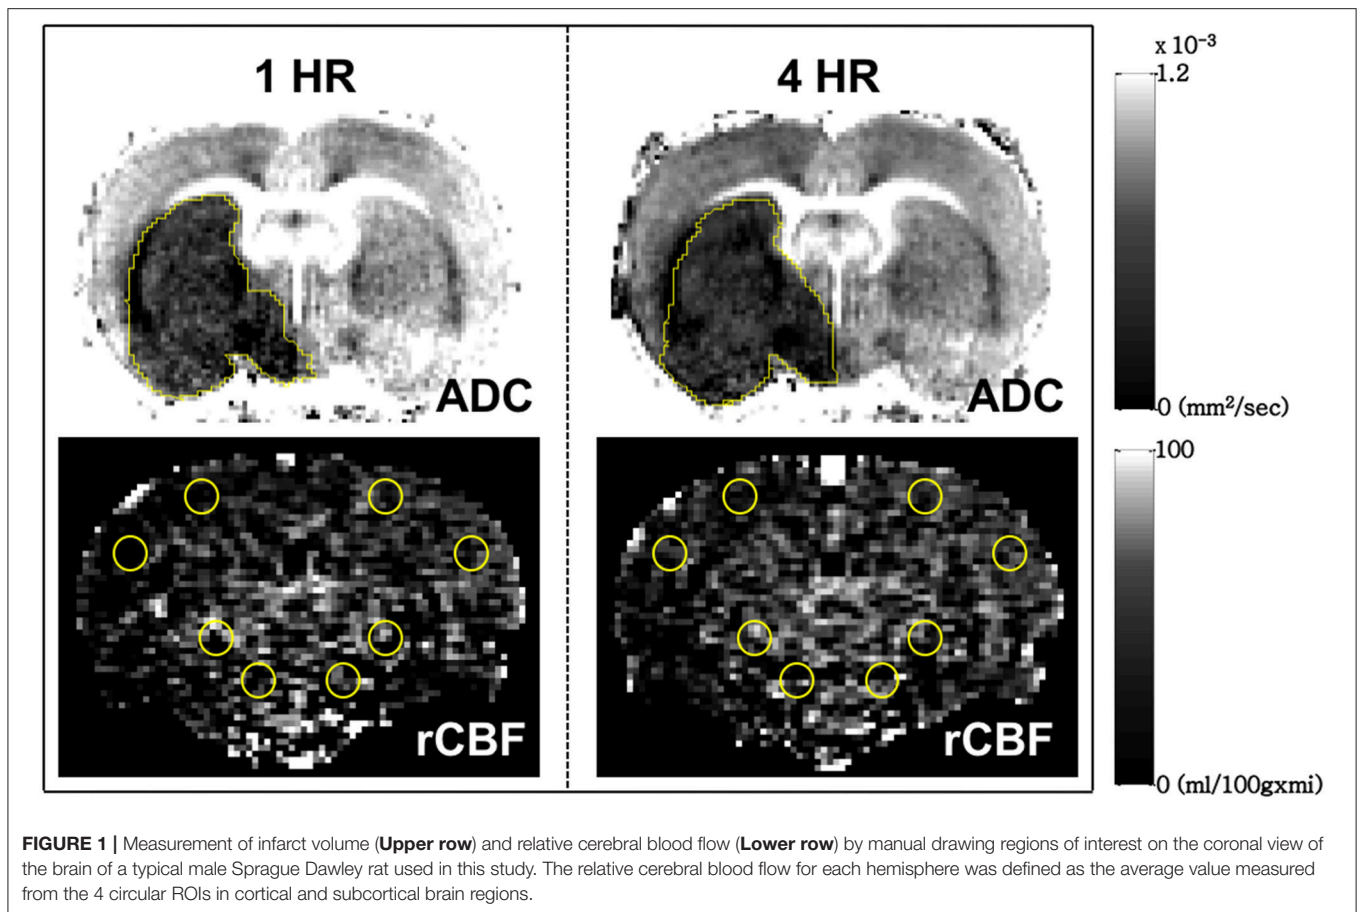 1 HR
4 HR
x 10⁻³
1.2
ADC
ADC
0 (mm²/sec)
100
rCBF
rCBF
0 (ml/100gxmi)
FIGURE 1 | Measurement of infarct volume (Upper row) and relative cerebral blood flow (Lower row) by manual drawing regions of interest on the coronal view of
the brain of a typical male Sprague Dawley rat used in this study. The relative cerebral blood flow for each hemisphere was defined as the average value measured
from the 4 circular ROIs in cortical and subcortical brain regions.